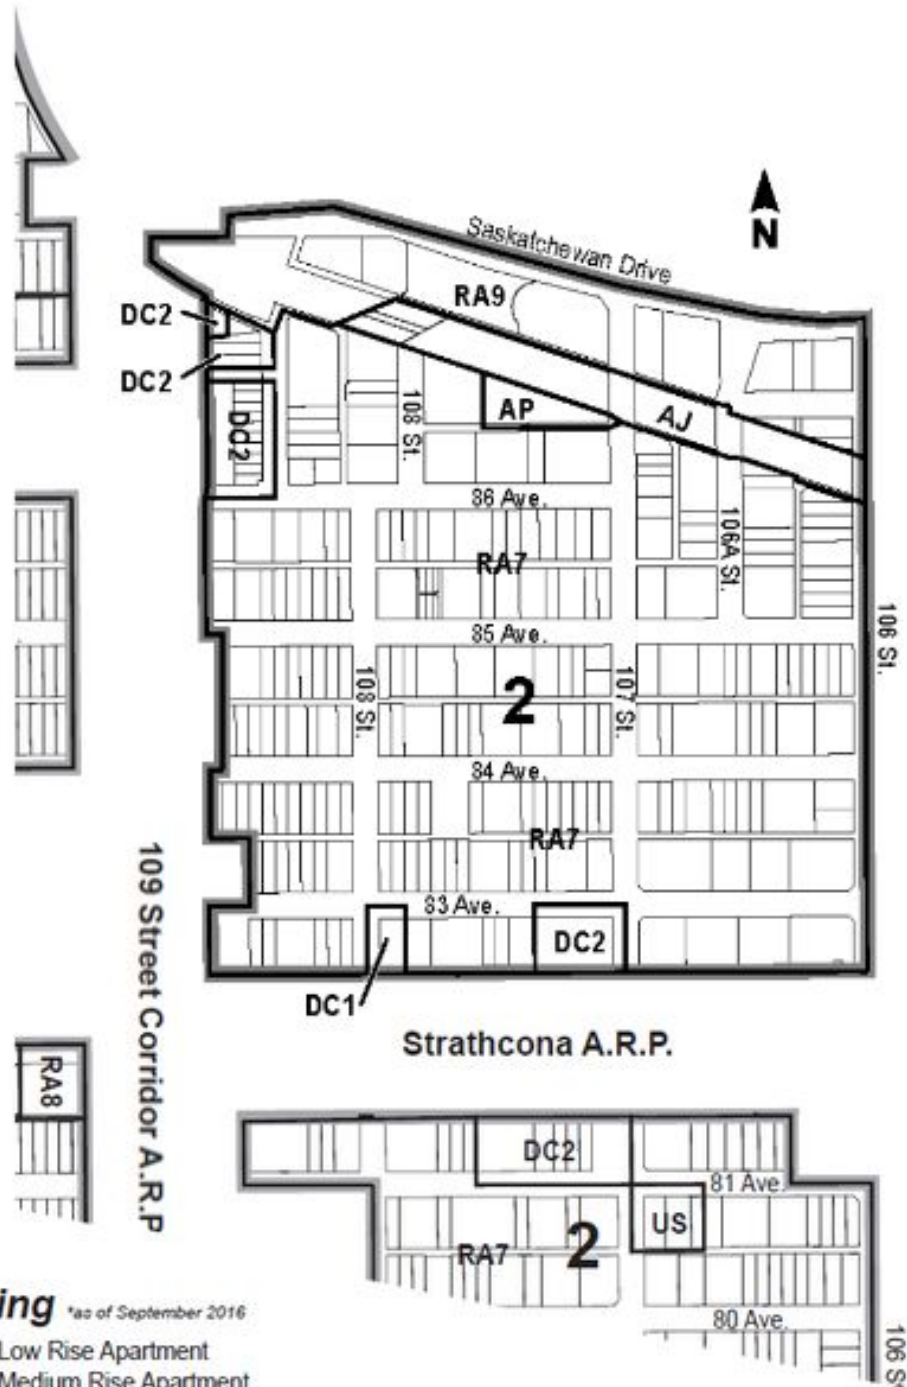 N
Saskatchewan Drive
RA9
DC2
DC2
DC2
108 St.
AP
AJ
86 Ave.
106A St.
RA7
85 Ave.
106 St.
108 St.
2
107 St.
84 Ave.
RA7
109 Street Corridor A.R.P
83 Ave.
DC2
DC1
Strathcona A.R.P.
RA8
DC2
81 Ave.
US
RA7
2
80 Ave.
106 S
ing *as of September 2016
Low Rise Apartment
Medium Rise Apartment